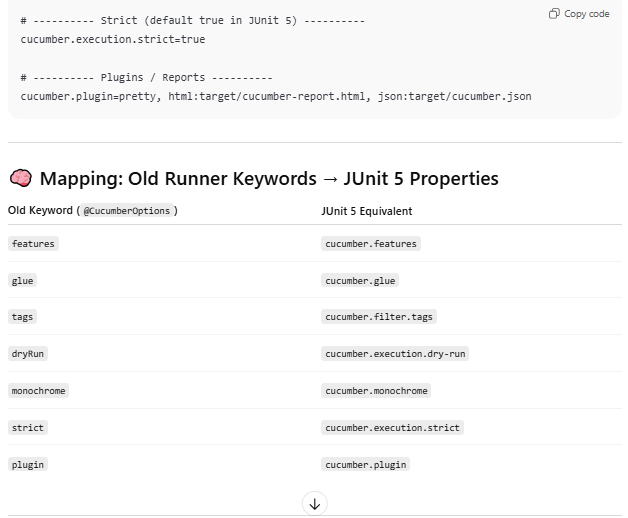 # ---------- Strict (default true in JUnit 5) ----------
Copy code
cucumber.execution.strict=true
# ---------- Plugins / Reports ----------
cucumber.plugin=pretty, html:target/cucumber-report.html, json:target/cucumber.json
🧠 Mapping: Old Runner Keywords → JUnit 5 Properties
Old Keyword ( @CucumberOptions ) JUnit 5 Equivalent
features cucumber.features
glue cucumber.glue
tags cucumber.filter.tags
dryRun cucumber.execution.dry-run
monochrome cucumber.monochrome
strict cucumber.execution.strict
plugin cucumber.plugin